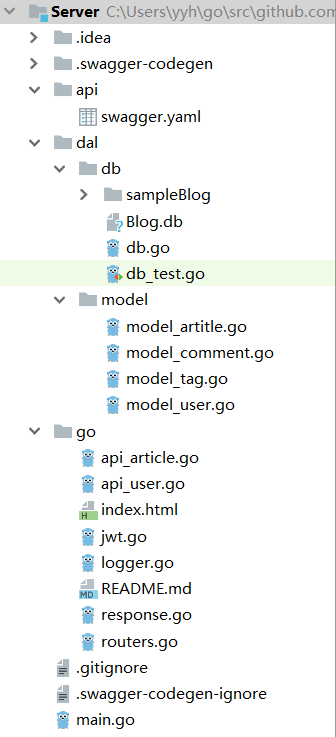 Server C:\Users\yyh\go\src\github.com
.idea
.swagger-codegen
api
swagger.yaml
dal
db
sampleBlog
Blog.db
db.go
db_test.go
model
model_artitle.go
model_comment.go
model_tag.go
model_user.go
go
api_article.go
api_user.go
index.html
jwt.go
logger.go
README.md
response.go
routers.go
.gitignore
.swagger-codegen-ignore
main.go